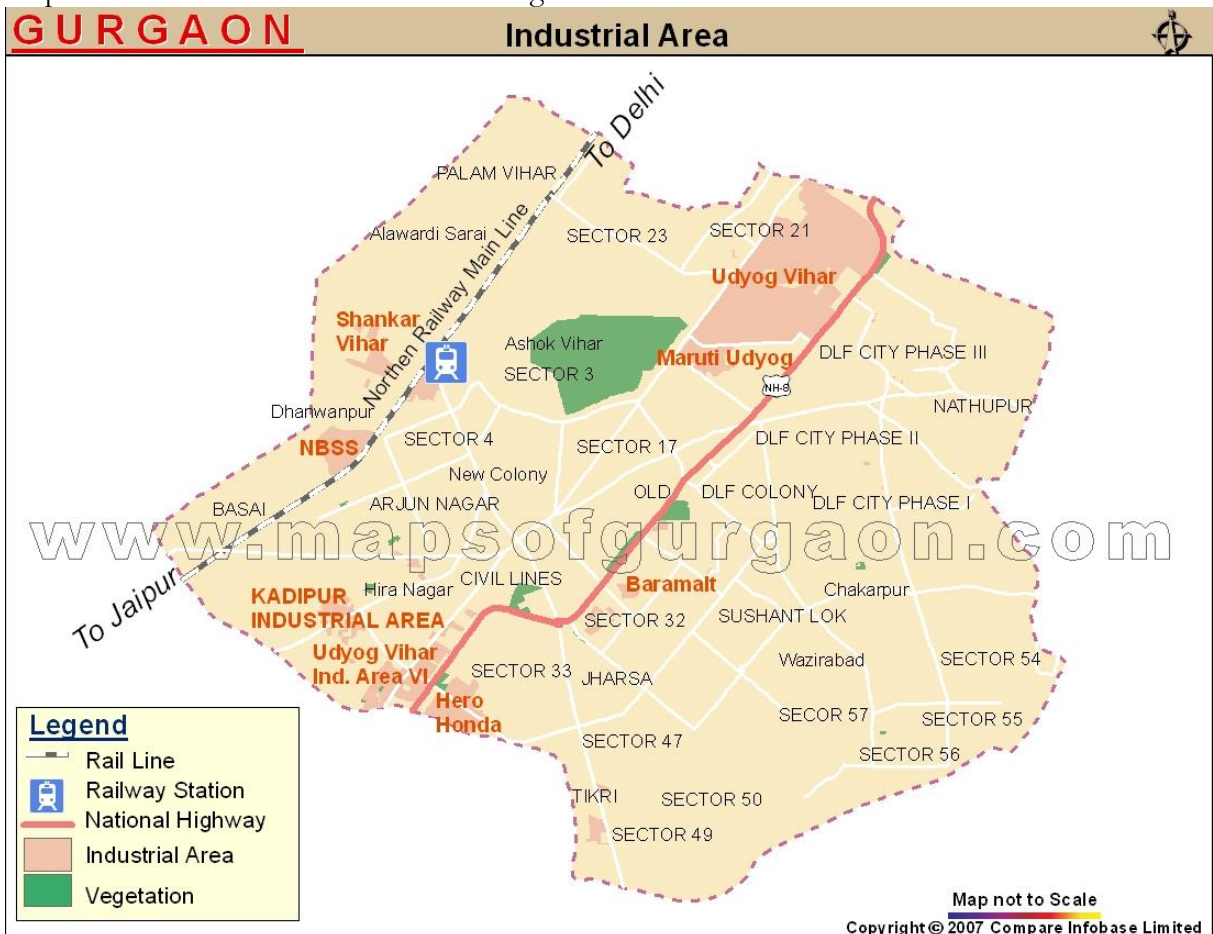 GURGAON
Industrial Area
To Delhi
PALAM VIHAR
Alawardi Sarai
SECTOR 23
SECTOR 21
Northen Railway Main Line
Udyog Vihar
Shankar
Vihar
Ashok Vihar
SECTOR 3
Maruti Udyog
DLF CITY PHASE III
NH-8
NATHUPUR
Dhanwanpur
NBSS
SECTOR 4
SECTOR 17
DLF CITY PHASE II
New Colony
BASAI
ARJUN NAGAR
OLD DLF COLONY
DLF CITY PHASE I
www.mapsofgurgaon.com
To Jaipur
KADIPUR
INDUSTRIAL AREA
Hira Nagar
CIVIL LINES
Baramalt
Chakarpur
SECTOR 32
SUSHANT LOK
Udyog Vihar
Ind. Area VI
SECTOR 33
JHARSA
Wazirabad
SECTOR 54
Hero
Honda
SECOR 57
SECTOR 55
SECTOR 47
SECTOR 56
TIKRI
SECTOR 50
SECTOR 49
Legend
Rail Line
Railway Station
National Highway
Industrial Area
Vegetation
Map not to Scale
Copyright © 2007 Compare Infobase Limited